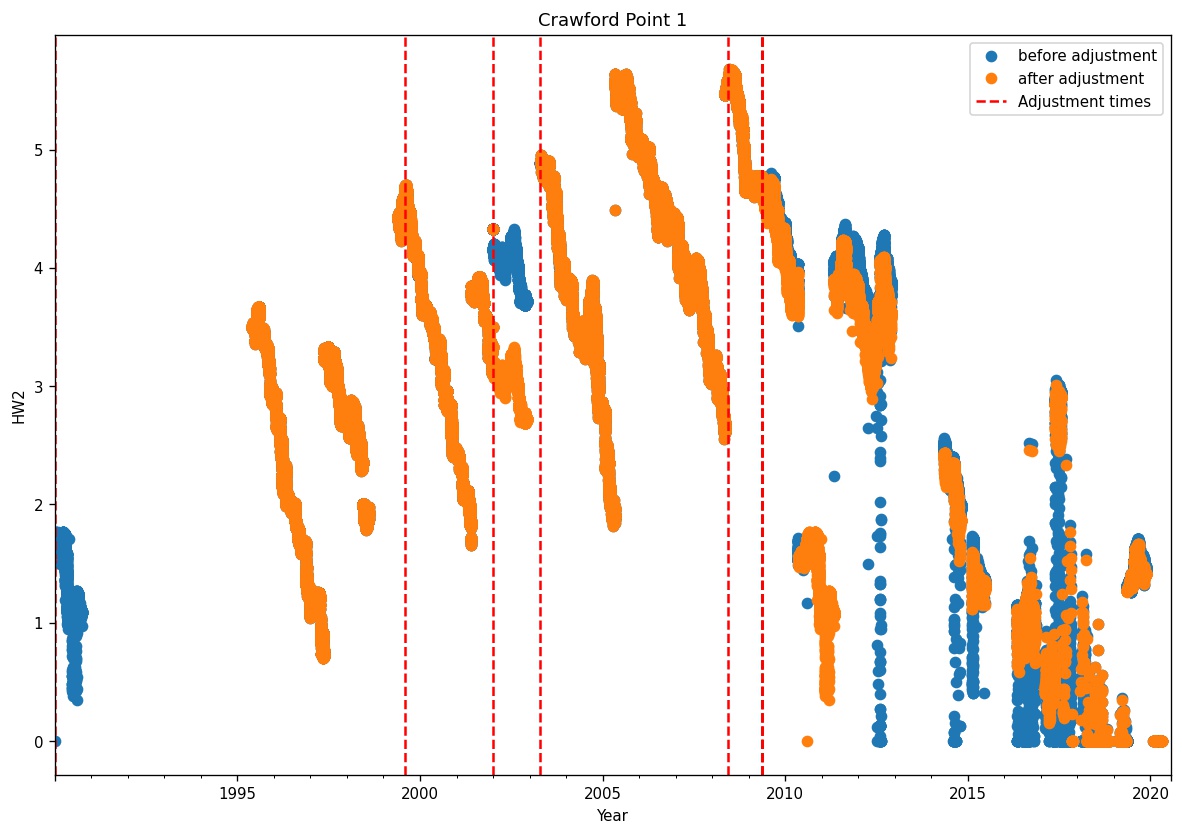 Crawford Point 1
before adjustment
after adjustment
Adjustment times
HW2
5
4
3
2
1
0
1995
2000
2005
2010
2015
2020
Year